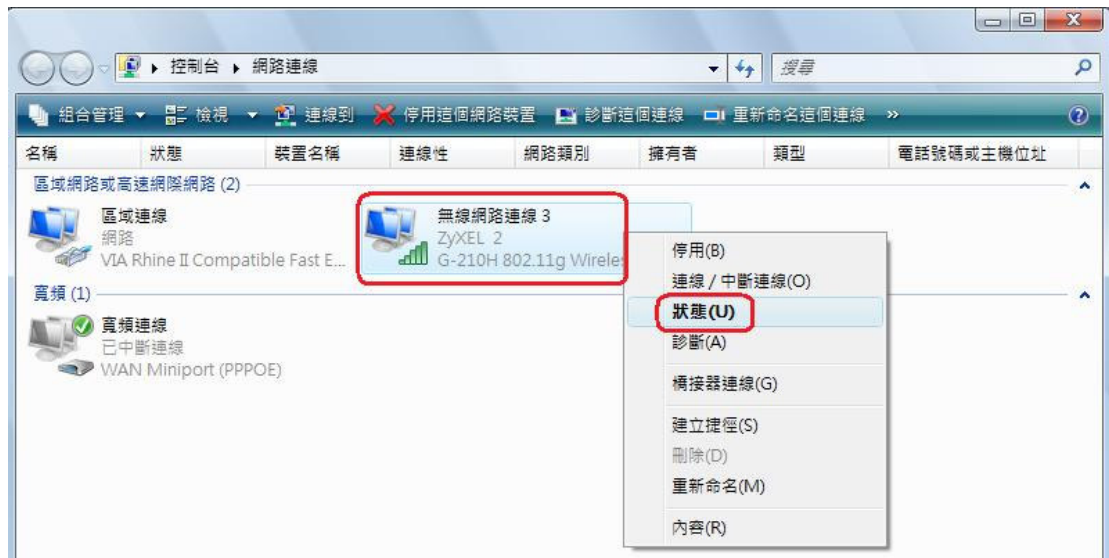 控制台 ▸ 網路連線
搜尋
組合管理 檢視 連線到 停用這個網路裝置 診斷這個連線 重新命名這個連線 »
名稱 狀態 裝置名稱 連線性 網路類別 擁有者 類型 電話號碼或主機位址
區域網路或高速網際網路 (2)
區域連線
網路
VIA Rhine II Compatible Fast E...
無線網路連線 3
ZyXEL 2
G-210H 802.11g Wireles
寬頻 (1)
寬頻連線
已中斷連線
WAN Miniport (PPPOE)
停用(B)
連線 / 中斷連線(O)
狀態(U)
診斷(A)
橋接器連線(G)
建立捷徑(S)
刪除(D)
重新命名(M)
內容(R)